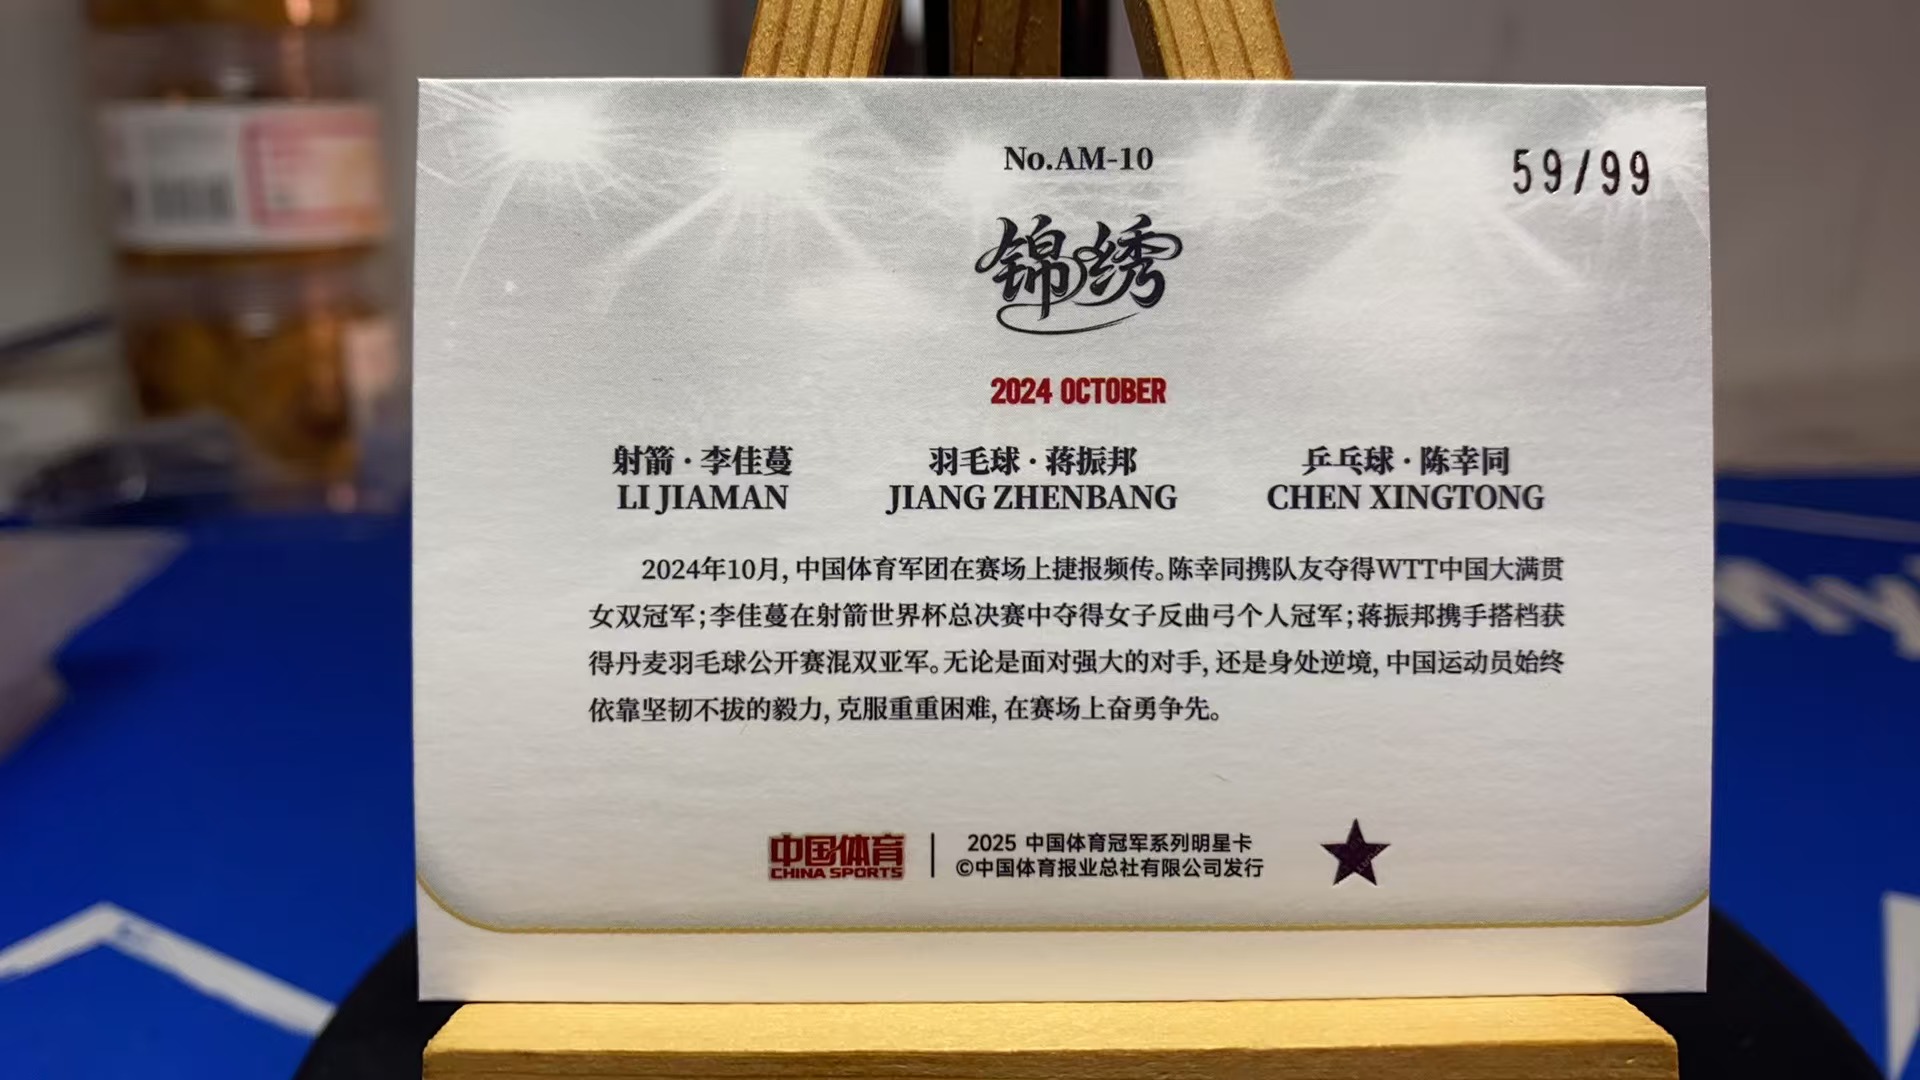 No.AM-10
59/99
锦绣
2024 OCTOBER
射箭·李佳蔓
LI JIAMAN
羽毛球·蒋振邦
JIANG ZHENBANG
乒乓球·陈幸同
CHEN XINGTONG
2024年10月,中国体育军团在赛场上捷报频传。陈幸同携队友夺得WTT中国大满贯
女双冠军;李佳蔓在射箭世界杯总决赛中夺得女子反曲弓个人冠军;蒋振邦携手搭档获
得丹麦羽毛球公开赛混双亚军。无论是面对强大的对手,还是身处逆境,中国运动员始终
依靠坚韧不拔的毅力,克服重重困难,在赛场上奋勇争先。
中国体育
CHINA SPORTS
2025 中国体育冠军系列明星卡
©中国体育报业总社有限公司发行